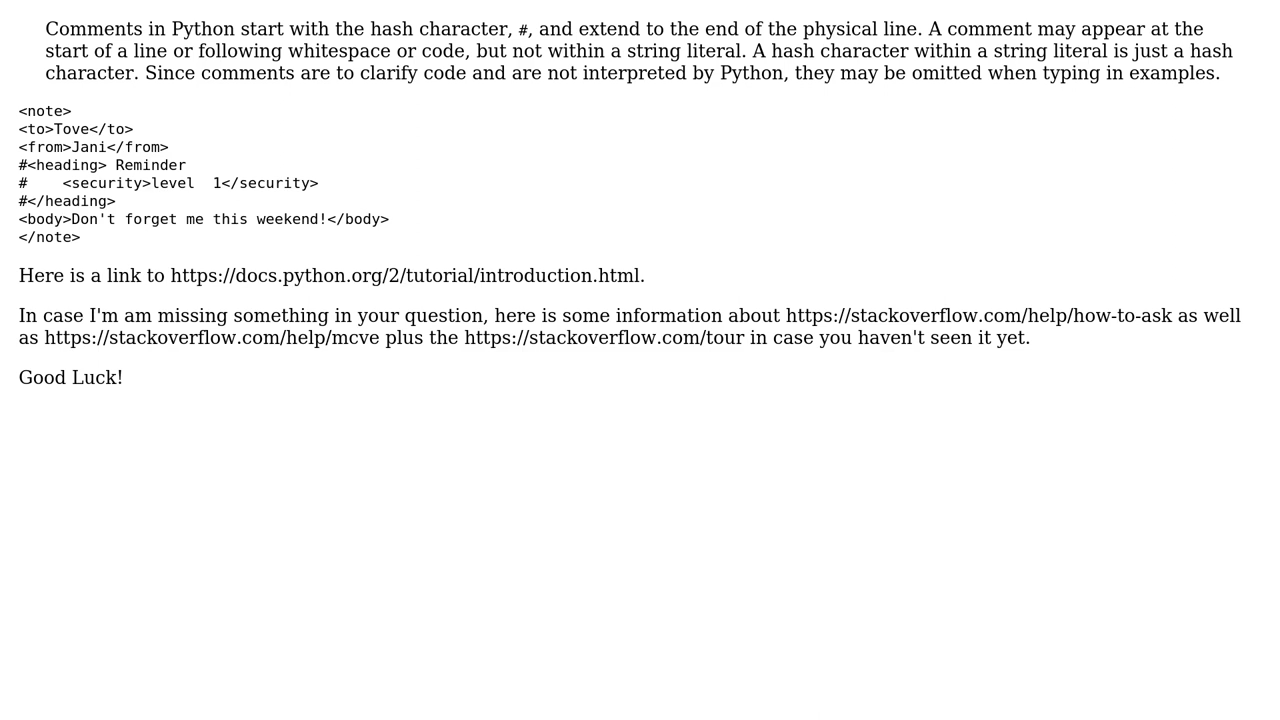 Comments in Python start with the hash character, #, and extend to the end of the physical line. A comment may appear at the
start of a line or following whitespace or code, but not within a string literal. A hash character within a string literal is just a hash
character. Since comments are to clarify code and are not interpreted by Python, they may be omitted when typing in examples.
<note>
<to>Tove</to>
<from>Jani</from>
#<heading> Reminder
#    <security>level  1</security>
#</heading>
<body>Don't forget me this weekend!</body>
</note>
Here is a link to https://docs.python.org/2/tutorial/introduction.html.
In case I'm am missing something in your question, here is some information about https://stackoverflow.com/help/how-to-ask as well
as https://stackoverflow.com/help/mcve plus the https://stackoverflow.com/tour in case you haven't seen it yet.
Good Luck!